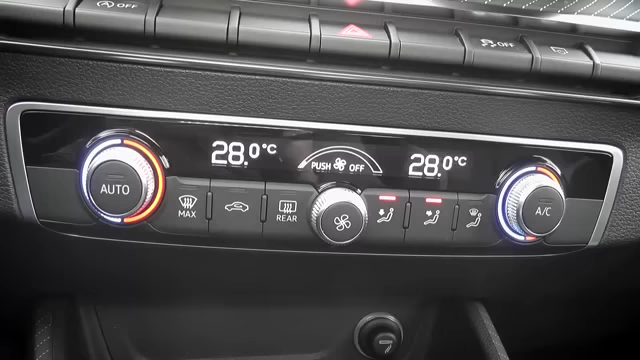 OFF
OFF
28.0°C
PUSH OFF
28.0°C
AUTO
MAX
REAR
A/C